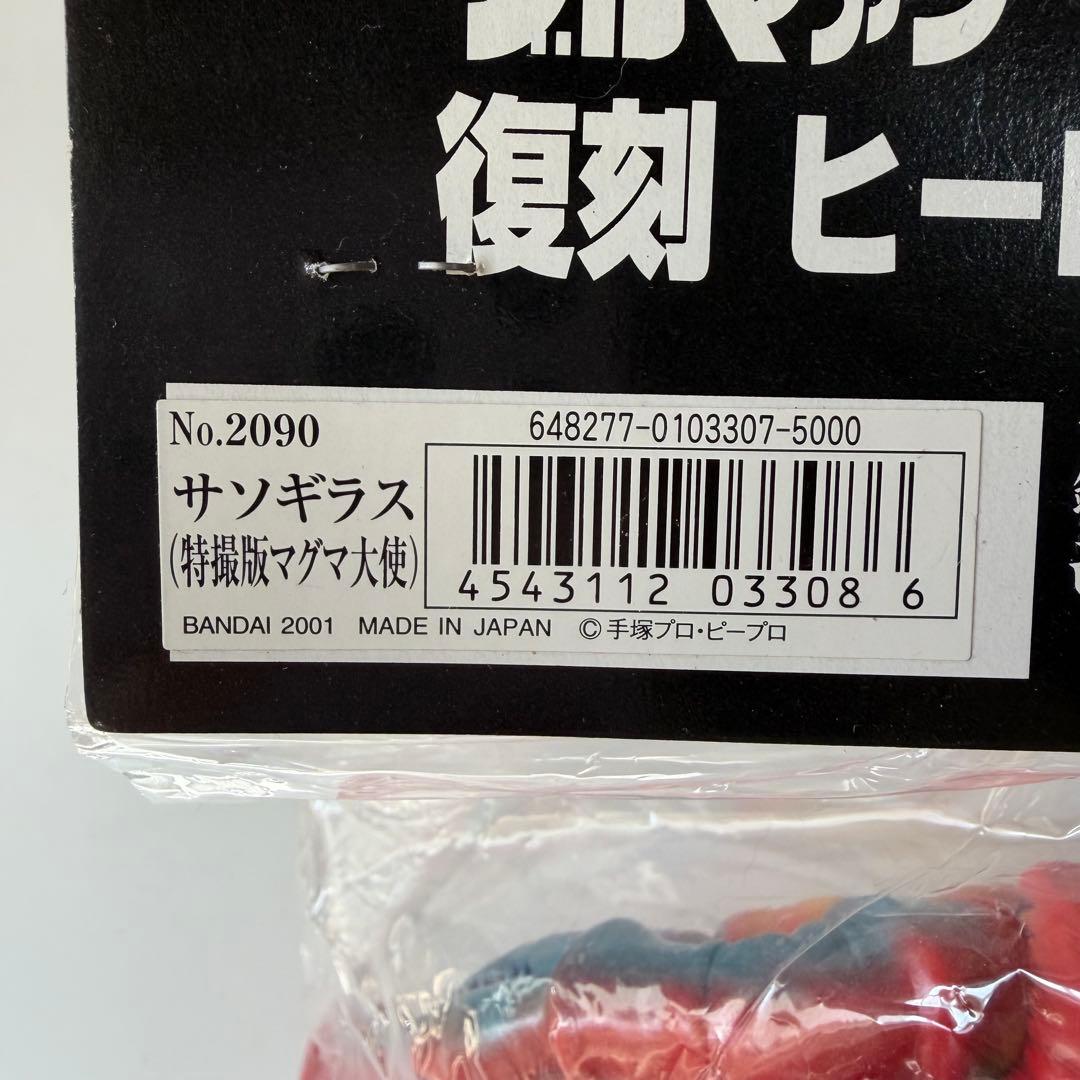 復刻 ヒー
No.2090
648277-0103307-5000
サソギラス
(特撮版マグマ大使)
4543112 03308 6
BANDAI 2001 MADE IN JAPAN ©手塚プロ・ピープロ